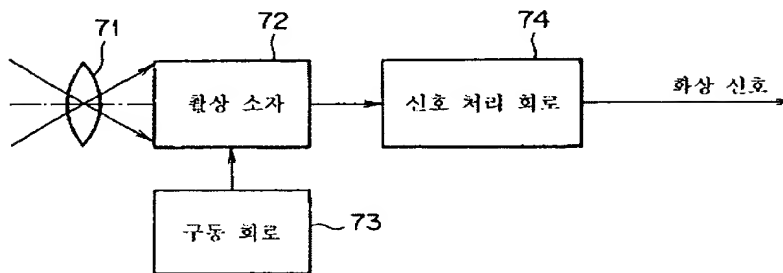 71
72
74
촬상 소자
신호 처리 회로
화상 신호
구동 회로
73